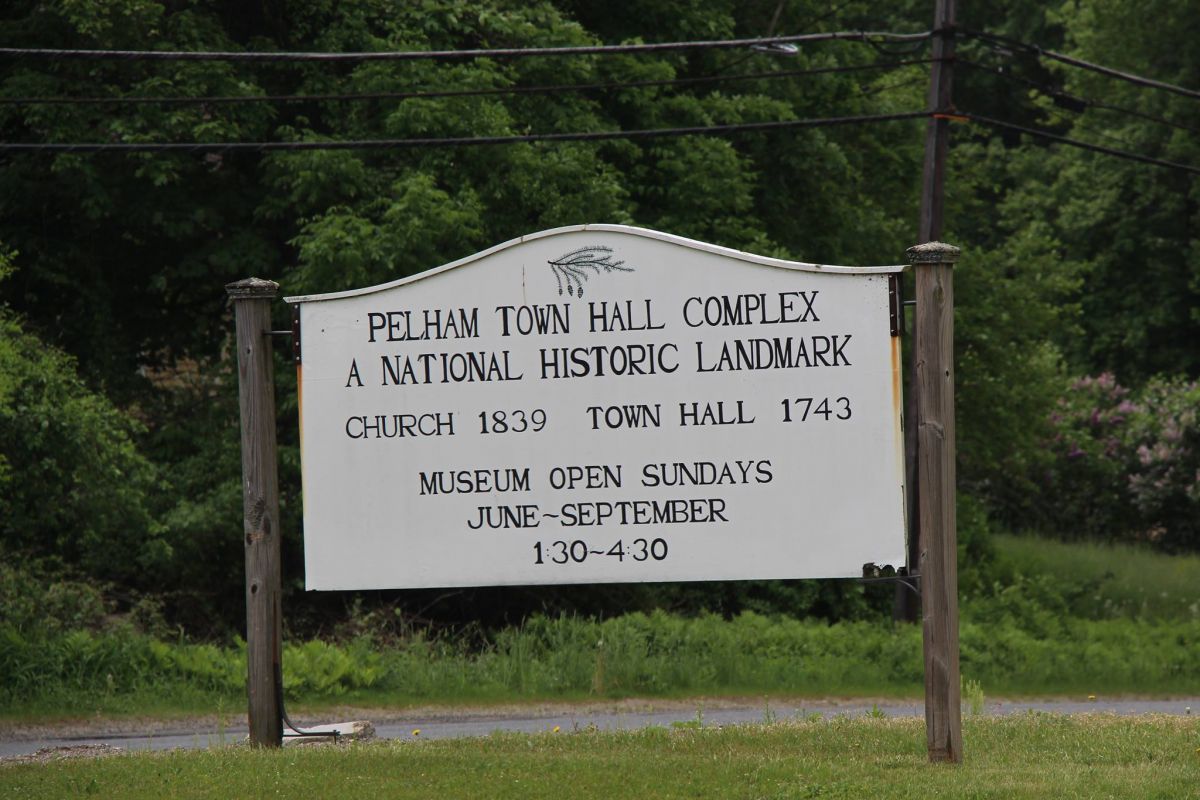 PELHAM TOWN HALL COMPLEX
A NATIONAL HISTORIC LANDMARK
CHURCH 1839 TOWN HALL 1743
MUSEUM OPEN SUNDAYS
JUNE~SEPTEMBER
1:30~4:30